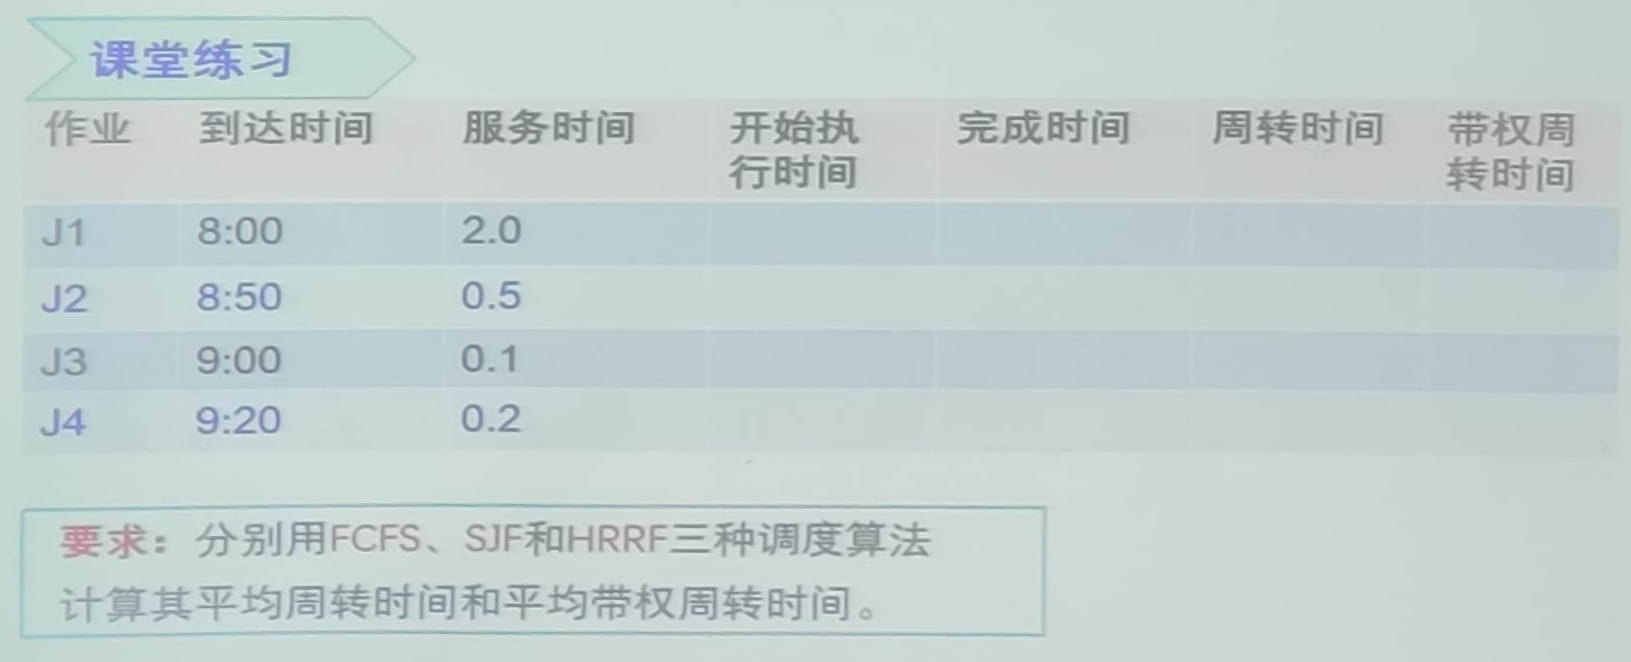 课堂练习
作业 到达时间 服务时间 开始执行时间 完成时间 周转时间 带权周转时间
J1 8:00 2.0
J2 8:50 0.5
J3 9:00 0.1
J4 9:20 0.2
要求：分别用FCFS、SJF和HRRF三种调度算法
计算其平均周转时间和平均带权周转时间。